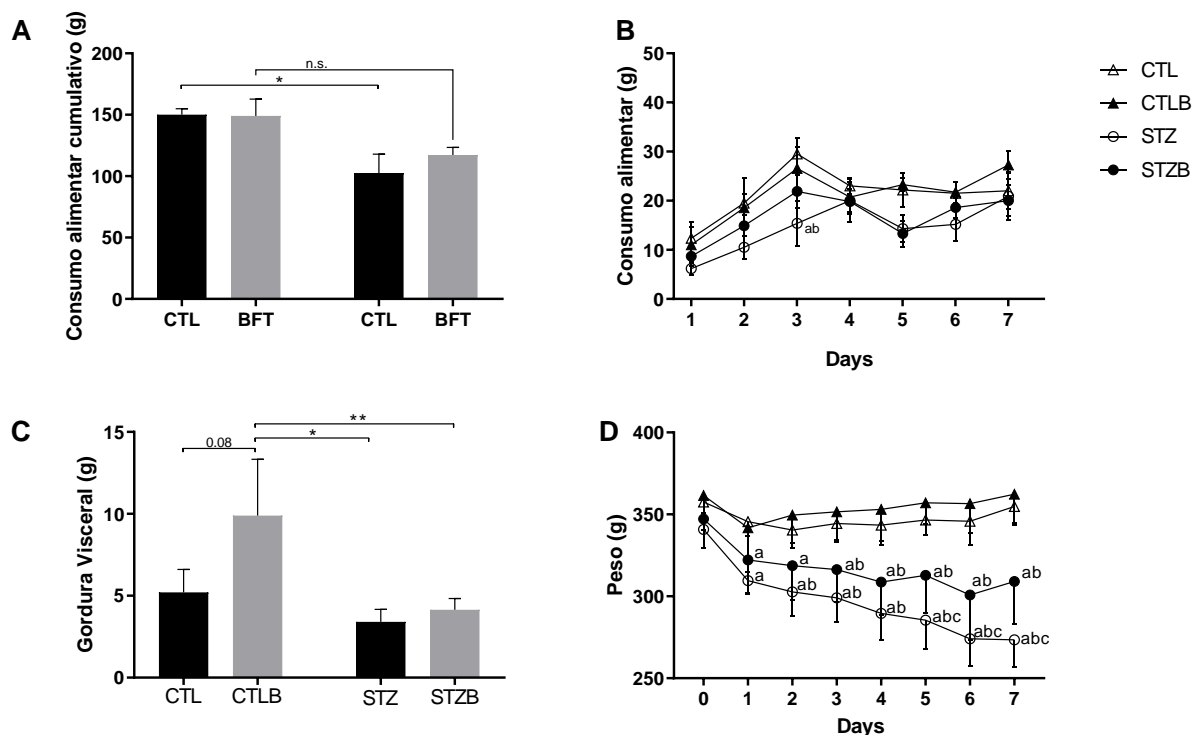 A
Consumo alimentar cumulativo (g)
200
150
100
50
0
n.s.
*
CTL BFT CTL BFT
B
Consumo alimentar (g)
50
40
30
20
10
0
ab
1 2 3 4 5 6 7
Days
CTL
CTLB
STZ
STZB
C
Gordura Visceral (g)
15
10
5
0
**
*
0.08
CTL CTLB STZ STZB
D
Peso (g)
400
350
300
250
a a ab ab ab ab ab
a ab ab ab abc abc abc
0 1 2 3 4 5 6 7
Days